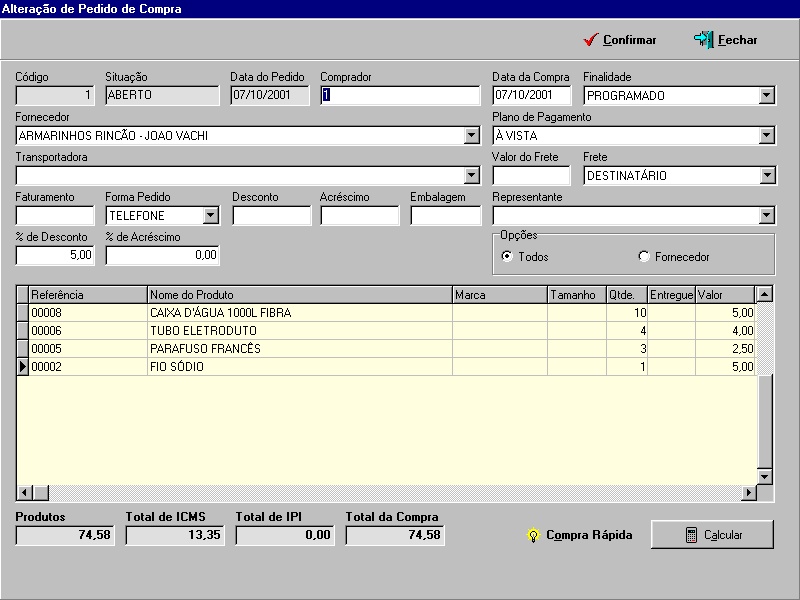 Alteração de Pedido de Compra
Confirmar Fechar
Código Situação Data do Pedido Comprador Data da Compra Finalidade
1 ABERTO 07/10/2001 1 07/10/2001 PROGRAMADO
Fornecedor Plano de Pagamento
ARMARINHOS RINCÃO - JOAO VACHI À VISTA
Transportadora Valor do Frete Frete
DESTINATÁRIO
Faturamento Forma Pedido Desconto Acréscimo Embalagem Representante
TELEFONE
% de Desconto % de Acréscimo Opções
5,00 0,00 Todos Fornecedor
Referência Nome do Produto Marca Tamanho Qtde. Entregue Valor
00008 CAIXA D'ÁGUA 1000L FIBRA 10 5,00
00006 TUBO ELETRODUTO 4 4,00
00005 PARAFUSO FRANCÊS 3 2,50
00002 FIO SÓDIO 1 5,00
Produtos Total de ICMS Total de IPI Total da Compra
74,58 13,35 0,00 74,58 Compra Rápida Calcular